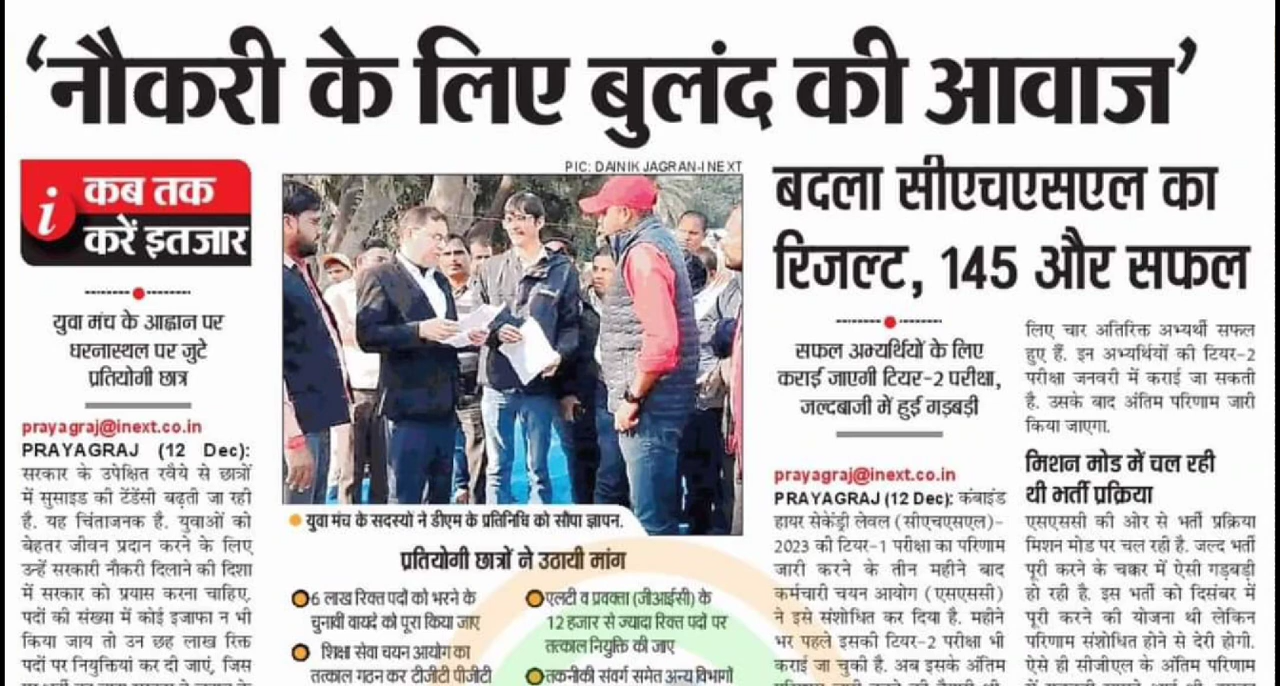 'नौकरी के लिए बुलंद की आवाज'
i कब तक
करें इतजार
युवा मंच के आह्वान पर
धरनास्थल पर जुटे
प्रतियोगी छात्र
prayagraj@inext.co.in
PRAYAGRAJ (12 Dec):
सरकार के उपेक्षित रवैये से छात्रों
में सुसाइड की टेंडेंसी बढ़ती जा रही
है. यह चिंताजनक है. युवाओं को
बेहतर जीवन प्रदान करने के लिए
उन्हें सरकारी नौकरी दिलाने की दिशा
में सरकार को प्रयास करना चाहिए.
पदों की संख्या में कोई इजाफा न भी
किया जाय तो उन छह लाख रिक्त
पदों पर नियुक्तियां कर दी जाएं, जिस
PIC: DAINIK JAGRAN-I NEXT
युवा मंच के सदस्यो ने डीएम के प्रतिनिधि को सौपा ज्ञापन.
प्रतियोगी छात्रों ने उठायी मांग
6 लाख रिक्त पदों को भरने के
चुनावी वायदे को पूरा किया जाए
शिक्षा सेवा चयन आयोग का
तत्काल गठन कर टीजीटी पीजीटी
एलटी व प्रवक्ता (जीआईसी) के
12 हजार से ज्यादा रिक्त पदों पर
तत्काल नियुक्ति की जाए
तकनीकी संवर्ग समेत अन्य विभागों
बदला सीएचएसएल का
रिजल्ट, 145 और सफल
सफल अभ्यर्थियों के लिए
कराई जाएगी टियर-2 परीक्षा,
जल्दबाजी में हुई गड़बड़ी
prayagraj@inext.co.in
PRAYAGRAJ (12 Dec): कंबाइंड
हायर सेकेंड्री लेवल (सीएचएसएल)-
2023 की टियर-1 परीक्षा का परिणाम
जारी करने के तीन महीने बाद
कर्मचारी चयन आयोग (एसएससी)
ने इसे संशोधित कर दिया है. महीने
भर पहले इसकी टियर-2 परीक्षा भी
कराई जा चुकी है. अब इसके अंतिम
लिए चार अतिरिक्त अभ्यर्थी सफल
हुए हैं. इन अभ्यर्थियों की टियर-2
परीक्षा जनवरी में कराई जा सकती
है. उसके बाद अंतिम परिणाम जारी
किया जाएगा.
मिशन मोड में चल रही
थी भर्ती प्रक्रिया
एसएससी की ओर से भर्ती प्रक्रिया
मिशन मोड पर चल रही है. जल्द भर्ती
पूरी करने के चक्कर में ऐसी गड़बड़ी
हो रही है. इस भर्ती को दिसंबर में
पूरी करने की योजना थी लेकिन
परिणाम संशोधित होने से देरी होगी.
ऐसे ही सीजीएल के अंतिम परिणाम